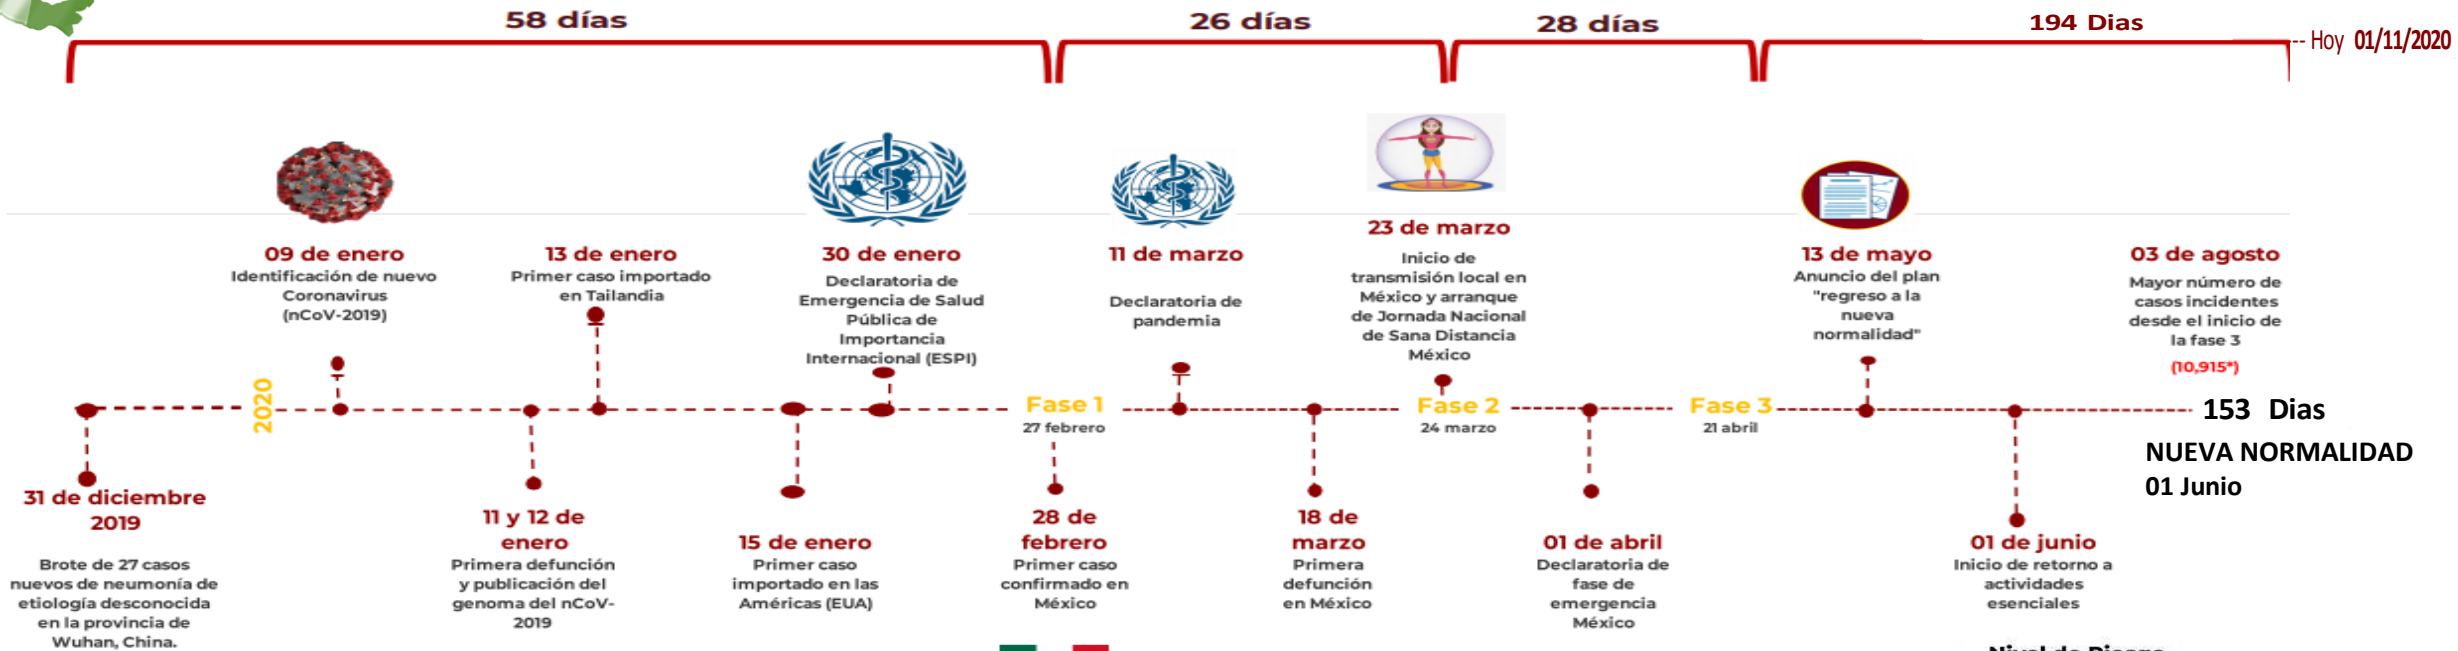 58 días
26 días
28 días
194 Dias
-- Hoy 01/11/2020
09 de enero
Identificación de nuevo
Coronavirus
(nCoV-2019)
13 de enero
Primer caso importado
en Tailandia
30 de enero
Declaratoria de
Emergencia de Salud
Pública de
Importancia
Internacional (ESPI)
11 de marzo
Declaratoria de
pandemia
23 de marzo
Inicio de
transmisión local en
México y arranque
de Jornada Nacional
de Sana Distancia
México
13 de mayo
Anuncio del plan
"regreso a la
nueva
normalidad"
03 de agosto
Mayor número de
casos incidentes
desde el inicio de
la fase 3
(10,915*)
2020
Fase 1
27 febrero
Fase 2
24 marzo
Fase 3
21 abril
153 Dias
NUEVA NORMALIDAD
01 Junio
31 de diciembre
2019
Brote de 27 casos
nuevos de neumonía de
etiología desconocida
en la provincia de
Wuhan, China.
11 y 12 de
enero
Primera defunción
y publicación del
genoma del nCoV-
2019
15 de enero
Primer caso
importado en las
Américas (EUA)
28 de
febrero
Primer caso
confirmado en
México
18 de
marzo
Primera
defunción
en México
01 de abril
Declaratoria de
fase de
emergencia
México
01 de junio
Inicio de retorno a
actividades
esenciales
Nivel de Riesgo